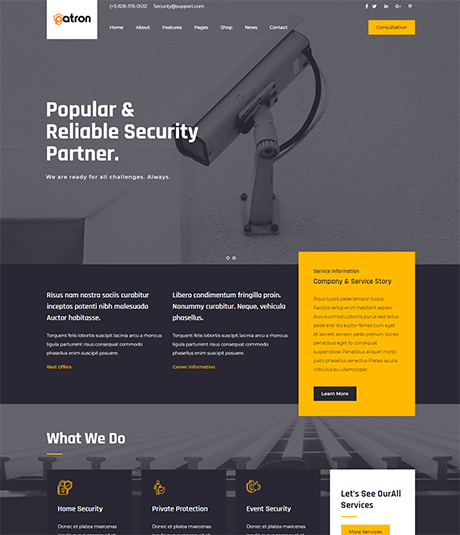 patron
(+1) 828-376-0532 Security@support.com
Home About Features Pages Shop News Contact
Consultation
Popular &
Reliable Security
Partner.
We are ready for all challenges. Always.
Risus nam nostra sociis curabitur
inceptos potenti nibh malesuada
Auctor habitasse.
Torquent felis lobortis suscipit lacinia arcu a rhoncus
ligula parturient risus consequat commodo
phasellus enim suscipit posuere.
Best Offers
Libero condimentum fringilla proin.
Nonummy curabitur. Neque, vehicula
phasellus.
Torquent felis lobortis suscipit lacinia arcu a rhoncus
ligula parturient risus consequat commodo
phasellus enim suscipit posuere.
Career Information
Service Information
Company & Service Story
Risus turpis pede tempor turpis.
Facilisis tellus enim habitant sapien
duis euismod Lobortis purus sed tellus
pede erat dis auctor fames cum eget
et laoreet aenean pede pretium donec
penatibus eget to consequat
suspendisse. Penatibus aliquet morbi
justo phasellus senectus Platea iaculis
ridiculus eu ullamcorper.
Learn More
What We Do
Home Security
Donec et platea maecenas
Private Protection
Donec et platea maecenas
Event Security
Donec et platea maecenas
Let's See OurAll
Services
More Services